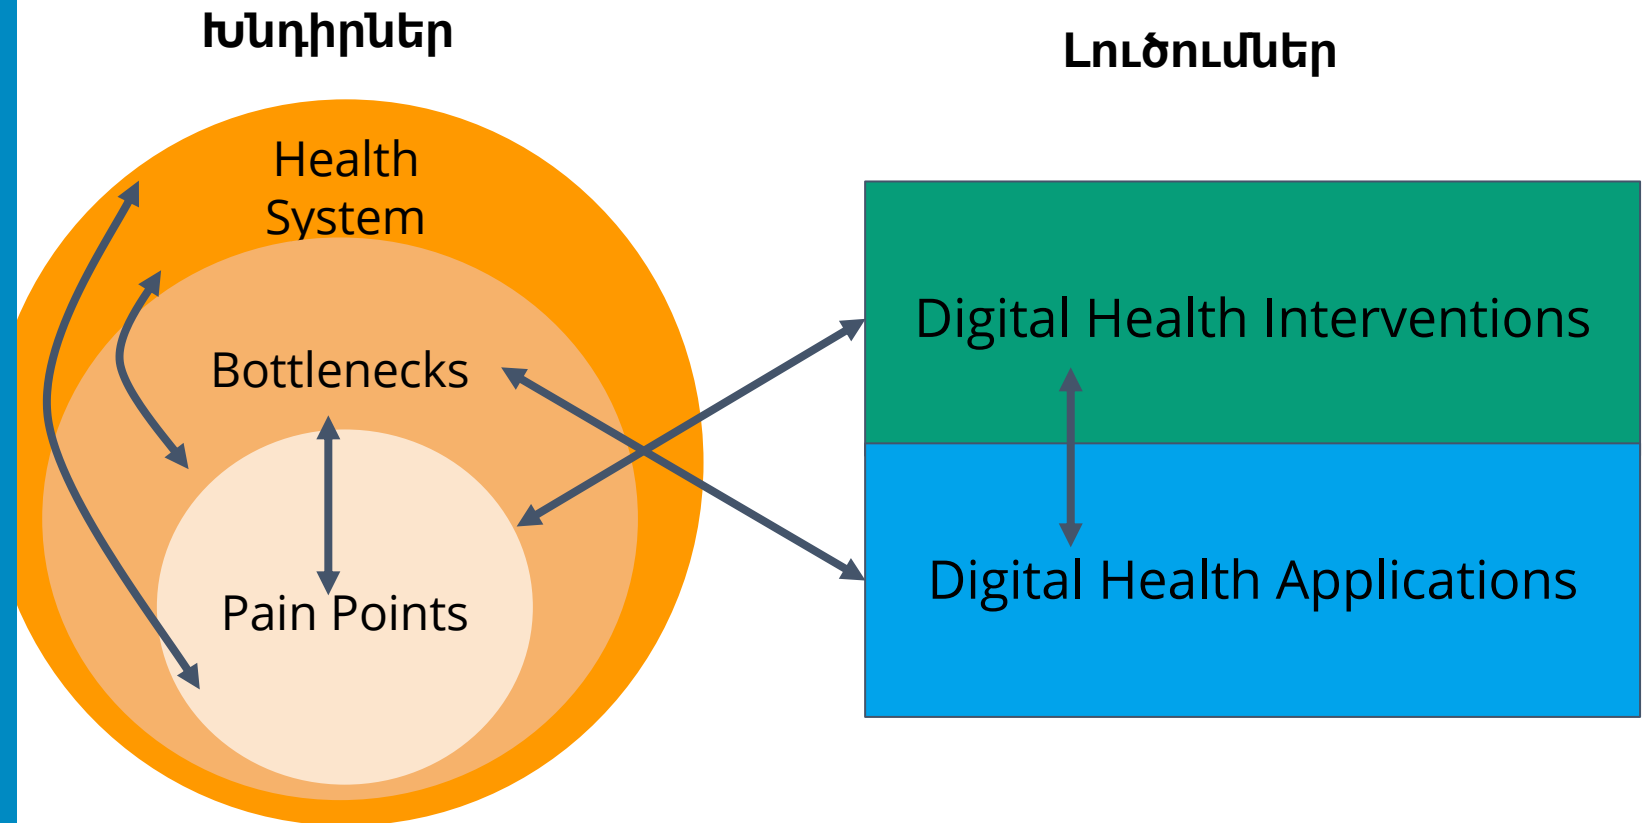 Խնդիրներ
Լուծումներ
Health
System
Bottlenecks
Pain Points
Digital Health Interventions
Digital Health Applications